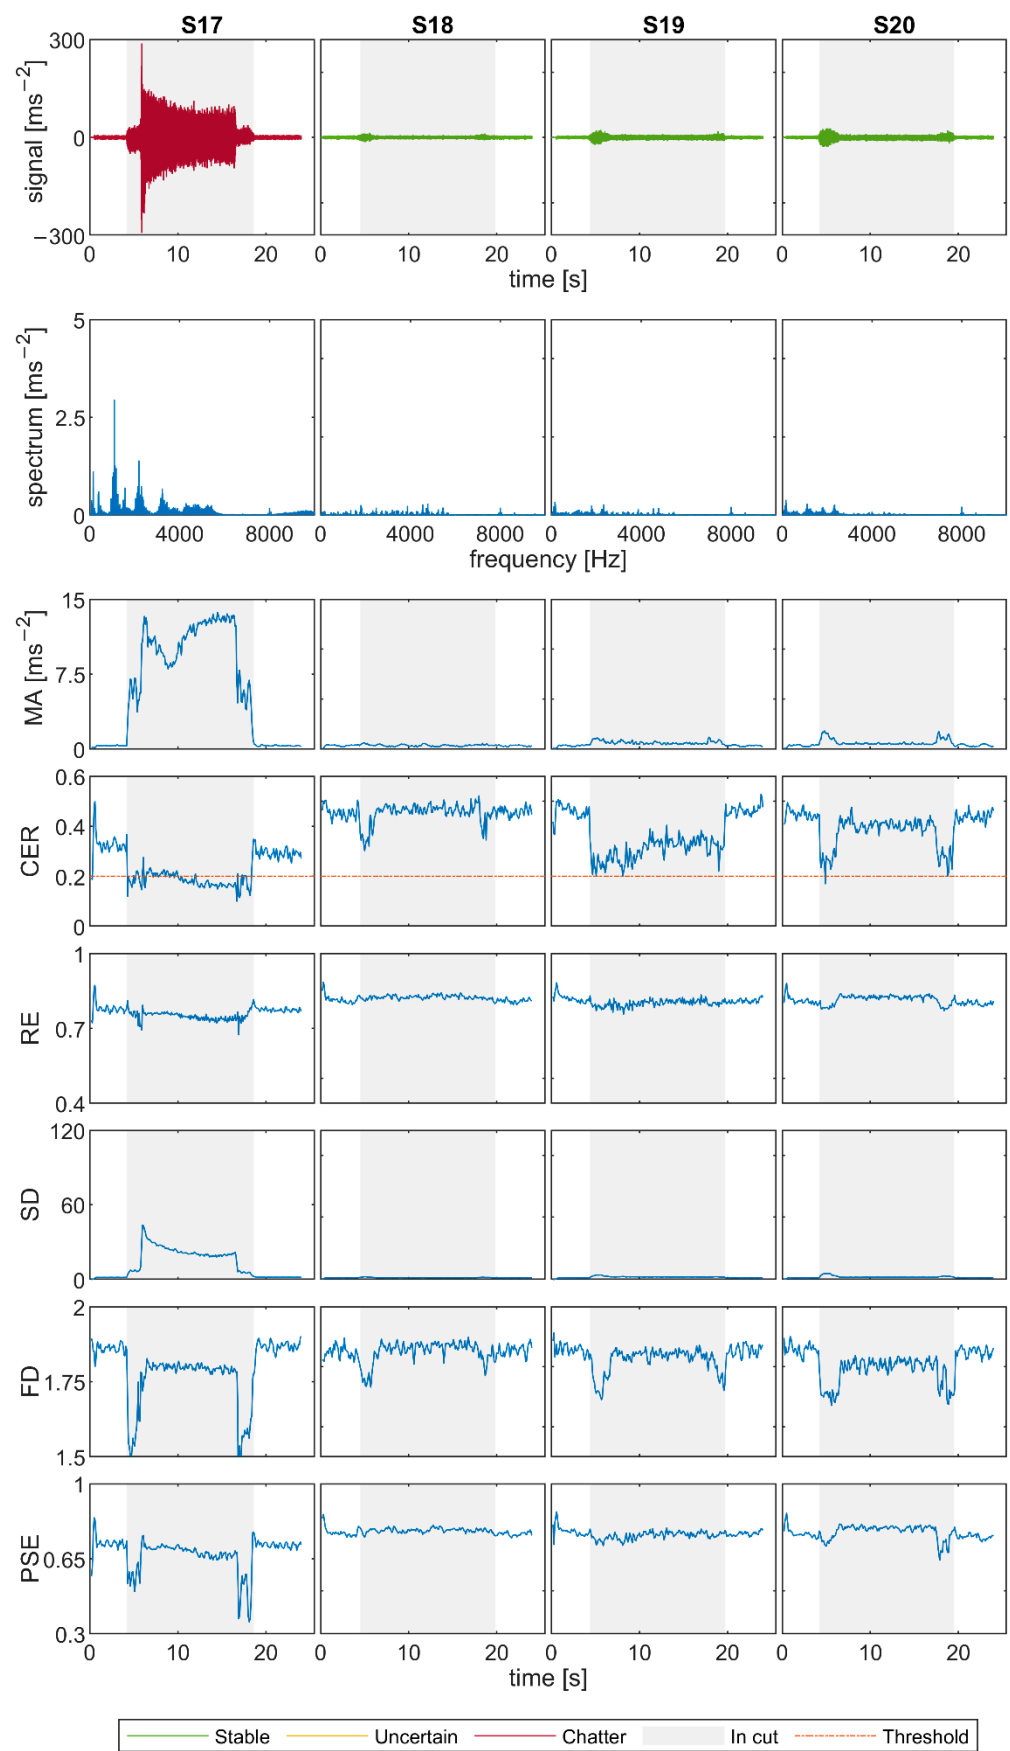 S17 S18 S19 S20
signal [ms−2]
300
0
−300
0 10 20 0 10 20 0 10 20 0 10 20
time [s]
spectrum [ms−2]
5
2.5
0
0 4000 8000 0 4000 8000 0 4000 8000 0 4000 8000
frequency [Hz]
MA [ms−2]
15
7.5
0
CER
0.6
0.4
0.2
0
RE
1
0.7
0.4
SD
120
60
0
FD
2
1.75
1.5
PSE
1
0.65
0.3
0 10 20 0 10 20 0 10 20 0 10 20
time [s]
Stable Uncertain Chatter In cut Threshold